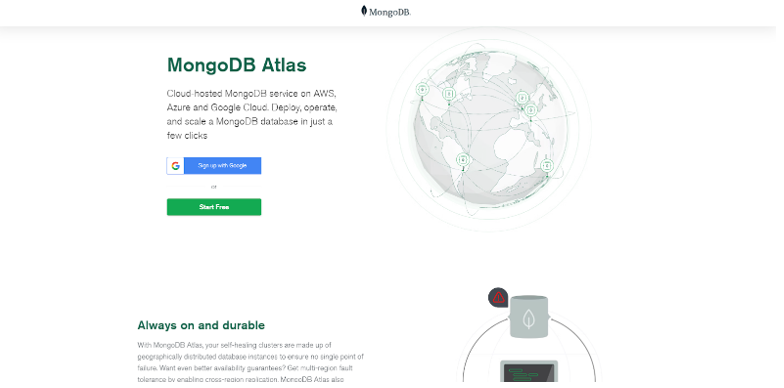 MongoDB.
MongoDB Atlas
Cloud-hosted MongoDB service on AWS,
Azure and Google Cloud. Deploy, operate,
and scale a MongoDB database in just a
few clicks
Sign up with Google
or
Start Free
Always on and durable
With MongoDB Atlas, your self-healing clusters are made up of
geographically distributed database instances to ensure no single point of
failure. Want even better availability guarantees? Get multi-region fault
tolerance by enabling cross-region replication. MongoDB Atlas also